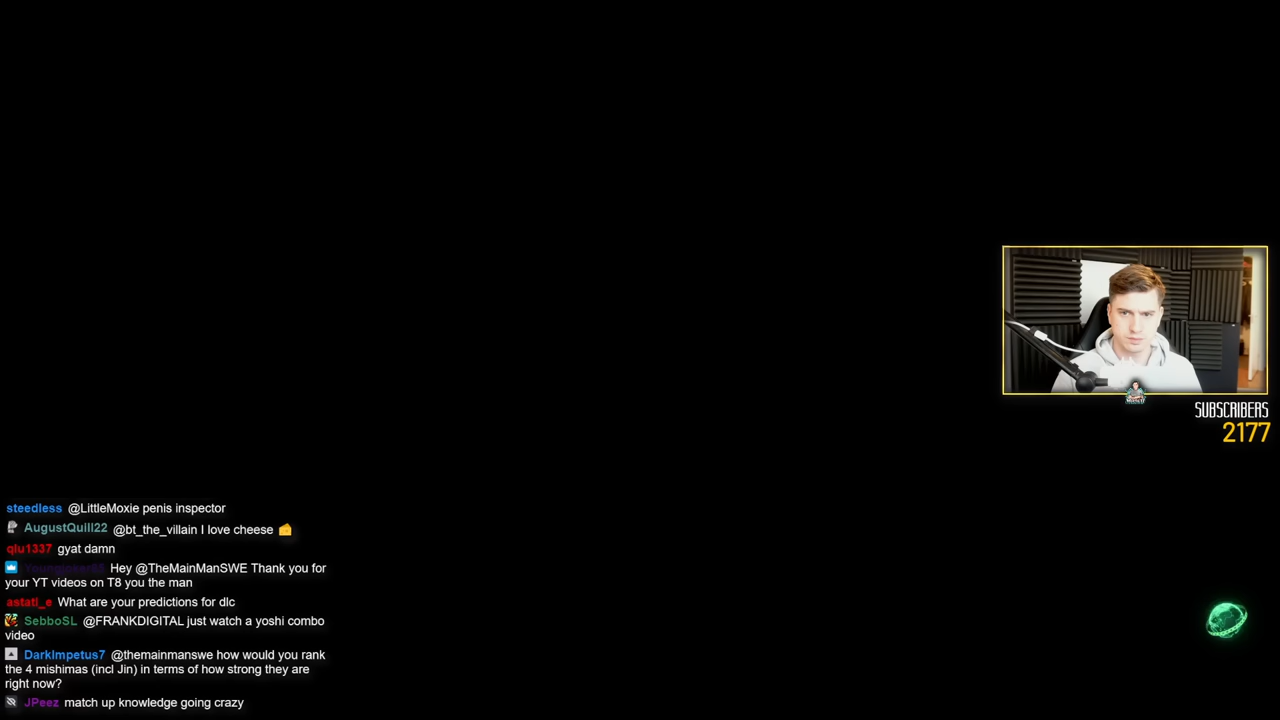 SUBSCRIBERS
2177
steedless @LittleMoxie penis inspector
AugustQuill22 @bt_the_villain I love cheese
qlu1337 gyat damn
Hey @TheMainManSWE Thank you for
your YT videos on T8 you the man
astati_e What are your predictions for dlc
SebboSL @FRANKDIGITAL just watch a yoshi combo
video
DarkImpetus7 @themainmanswe how would you rank
the 4 mishimas (incl Jin) in terms of how strong they are
right now?
JPeez match up knowledge going crazy